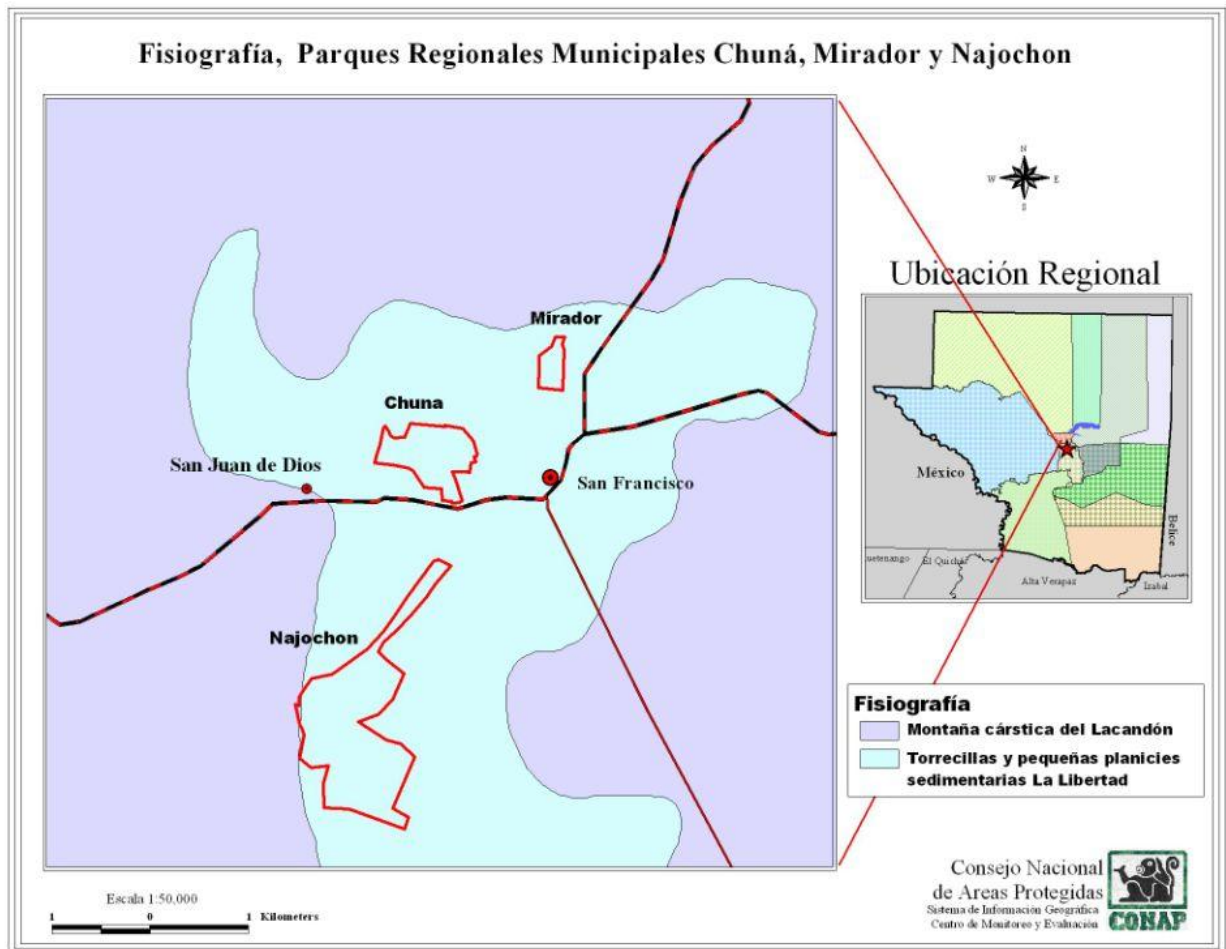 Fisiografía, Parques Regionales Municipales Chuná, Mirador y Najochon
N
W E
S
Ubicación Regional
Mirador
Chuna
San Juan de Dios
San Francisco
Najochon
México
Belice
uetenango
El Quiché
Alta Verapaz
Izabal
Fisiografía
Montaña cárstica del Lacandón
Torrecillas y pequeñas planicies
sedimentarias La Libertad
Escala 1:50,000
1 0 1 Kilometers
Consejo Nacional
de Areas Protegidas
Sistema de Información Geográfica
Centro de Monitoreo y Evaluación
CONAP